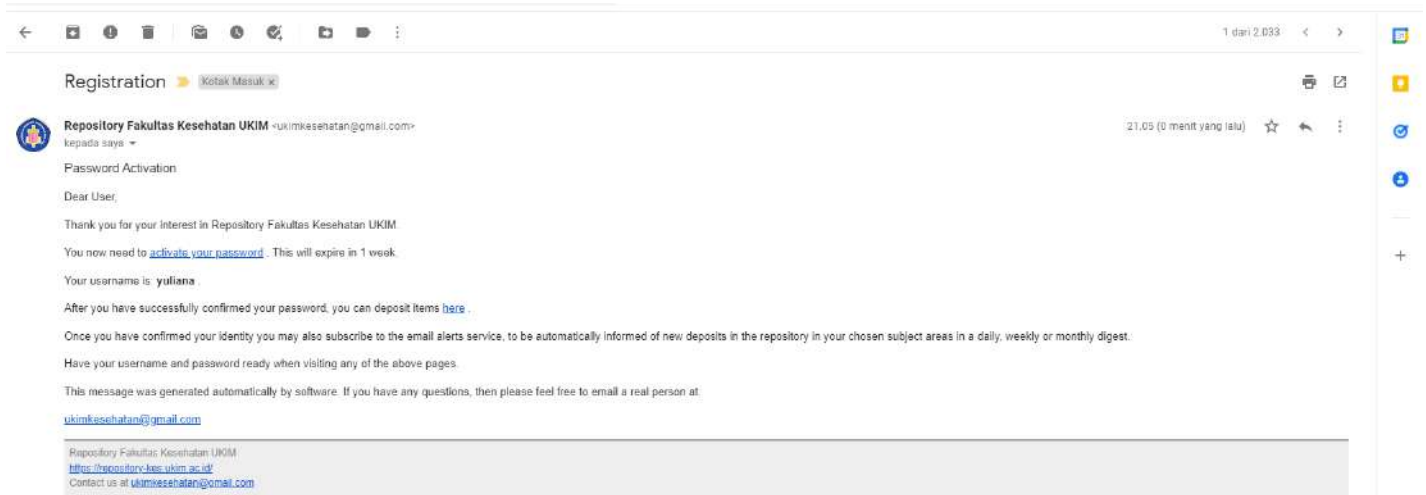 1 dari 2.033
Registration Kotak Masuk x
Repository Fakultas Kesehatan UKIM <ukimkesehatan@gmail.com>
21.05 (0 menit yang lalu)
kepada saya
Password Activation
Dear User,
Thank you for your interest in Repository Fakultas Kesehatan UKIM
You now need to activate your password . This will expire in 1 week.
Your username is yuliana .
After you have successfully confirmed your password, you can deposit items here .
Once you have confirmed your identity you may also subscribe to the email alerts service, to be automatically informed of new deposits in the repository in your chosen subject areas in a daily, weekly or monthly digest.
Have your username and password ready when visiting any of the above pages.
This message was generated automatically by software. If you have any questions, then please feel free to email a real person at
ukimkesehatan@gmail.com
Repository Fakultas Kesehatan UKIM
https://repository-kes.ukim.ac.id/
Contact us at ukimkesehatan@gmail.com